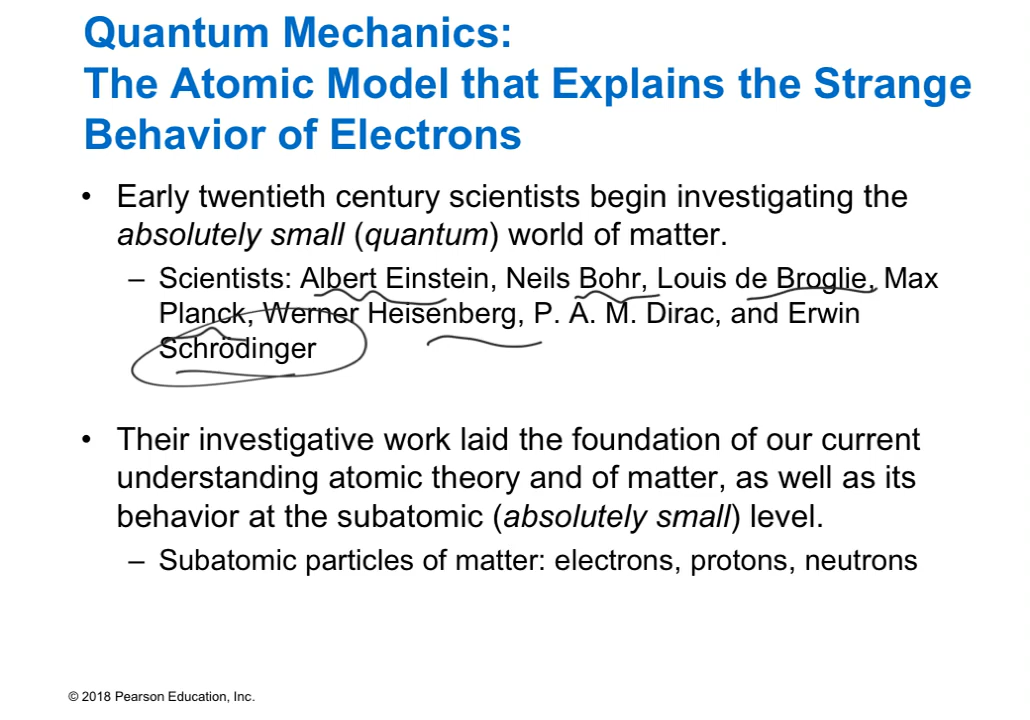 Quantum Mechanics:
The Atomic Model that Explains the Strange
Behavior of Electrons
• Early twentieth century scientists begin investigating the
absolutely small (quantum) world of matter.
– Scientists: Albert Einstein, Neils Bohr, Louis de Broglie, Max
Planck, Werner Heisenberg, P. A. M. Dirac, and Erwin
Schrödinger
• Their investigative work laid the foundation of our current
understanding atomic theory and of matter, as well as its
behavior at the subatomic (absolutely small) level.
– Subatomic particles of matter: electrons, protons, neutrons
© 2018 Pearson Education, Inc.